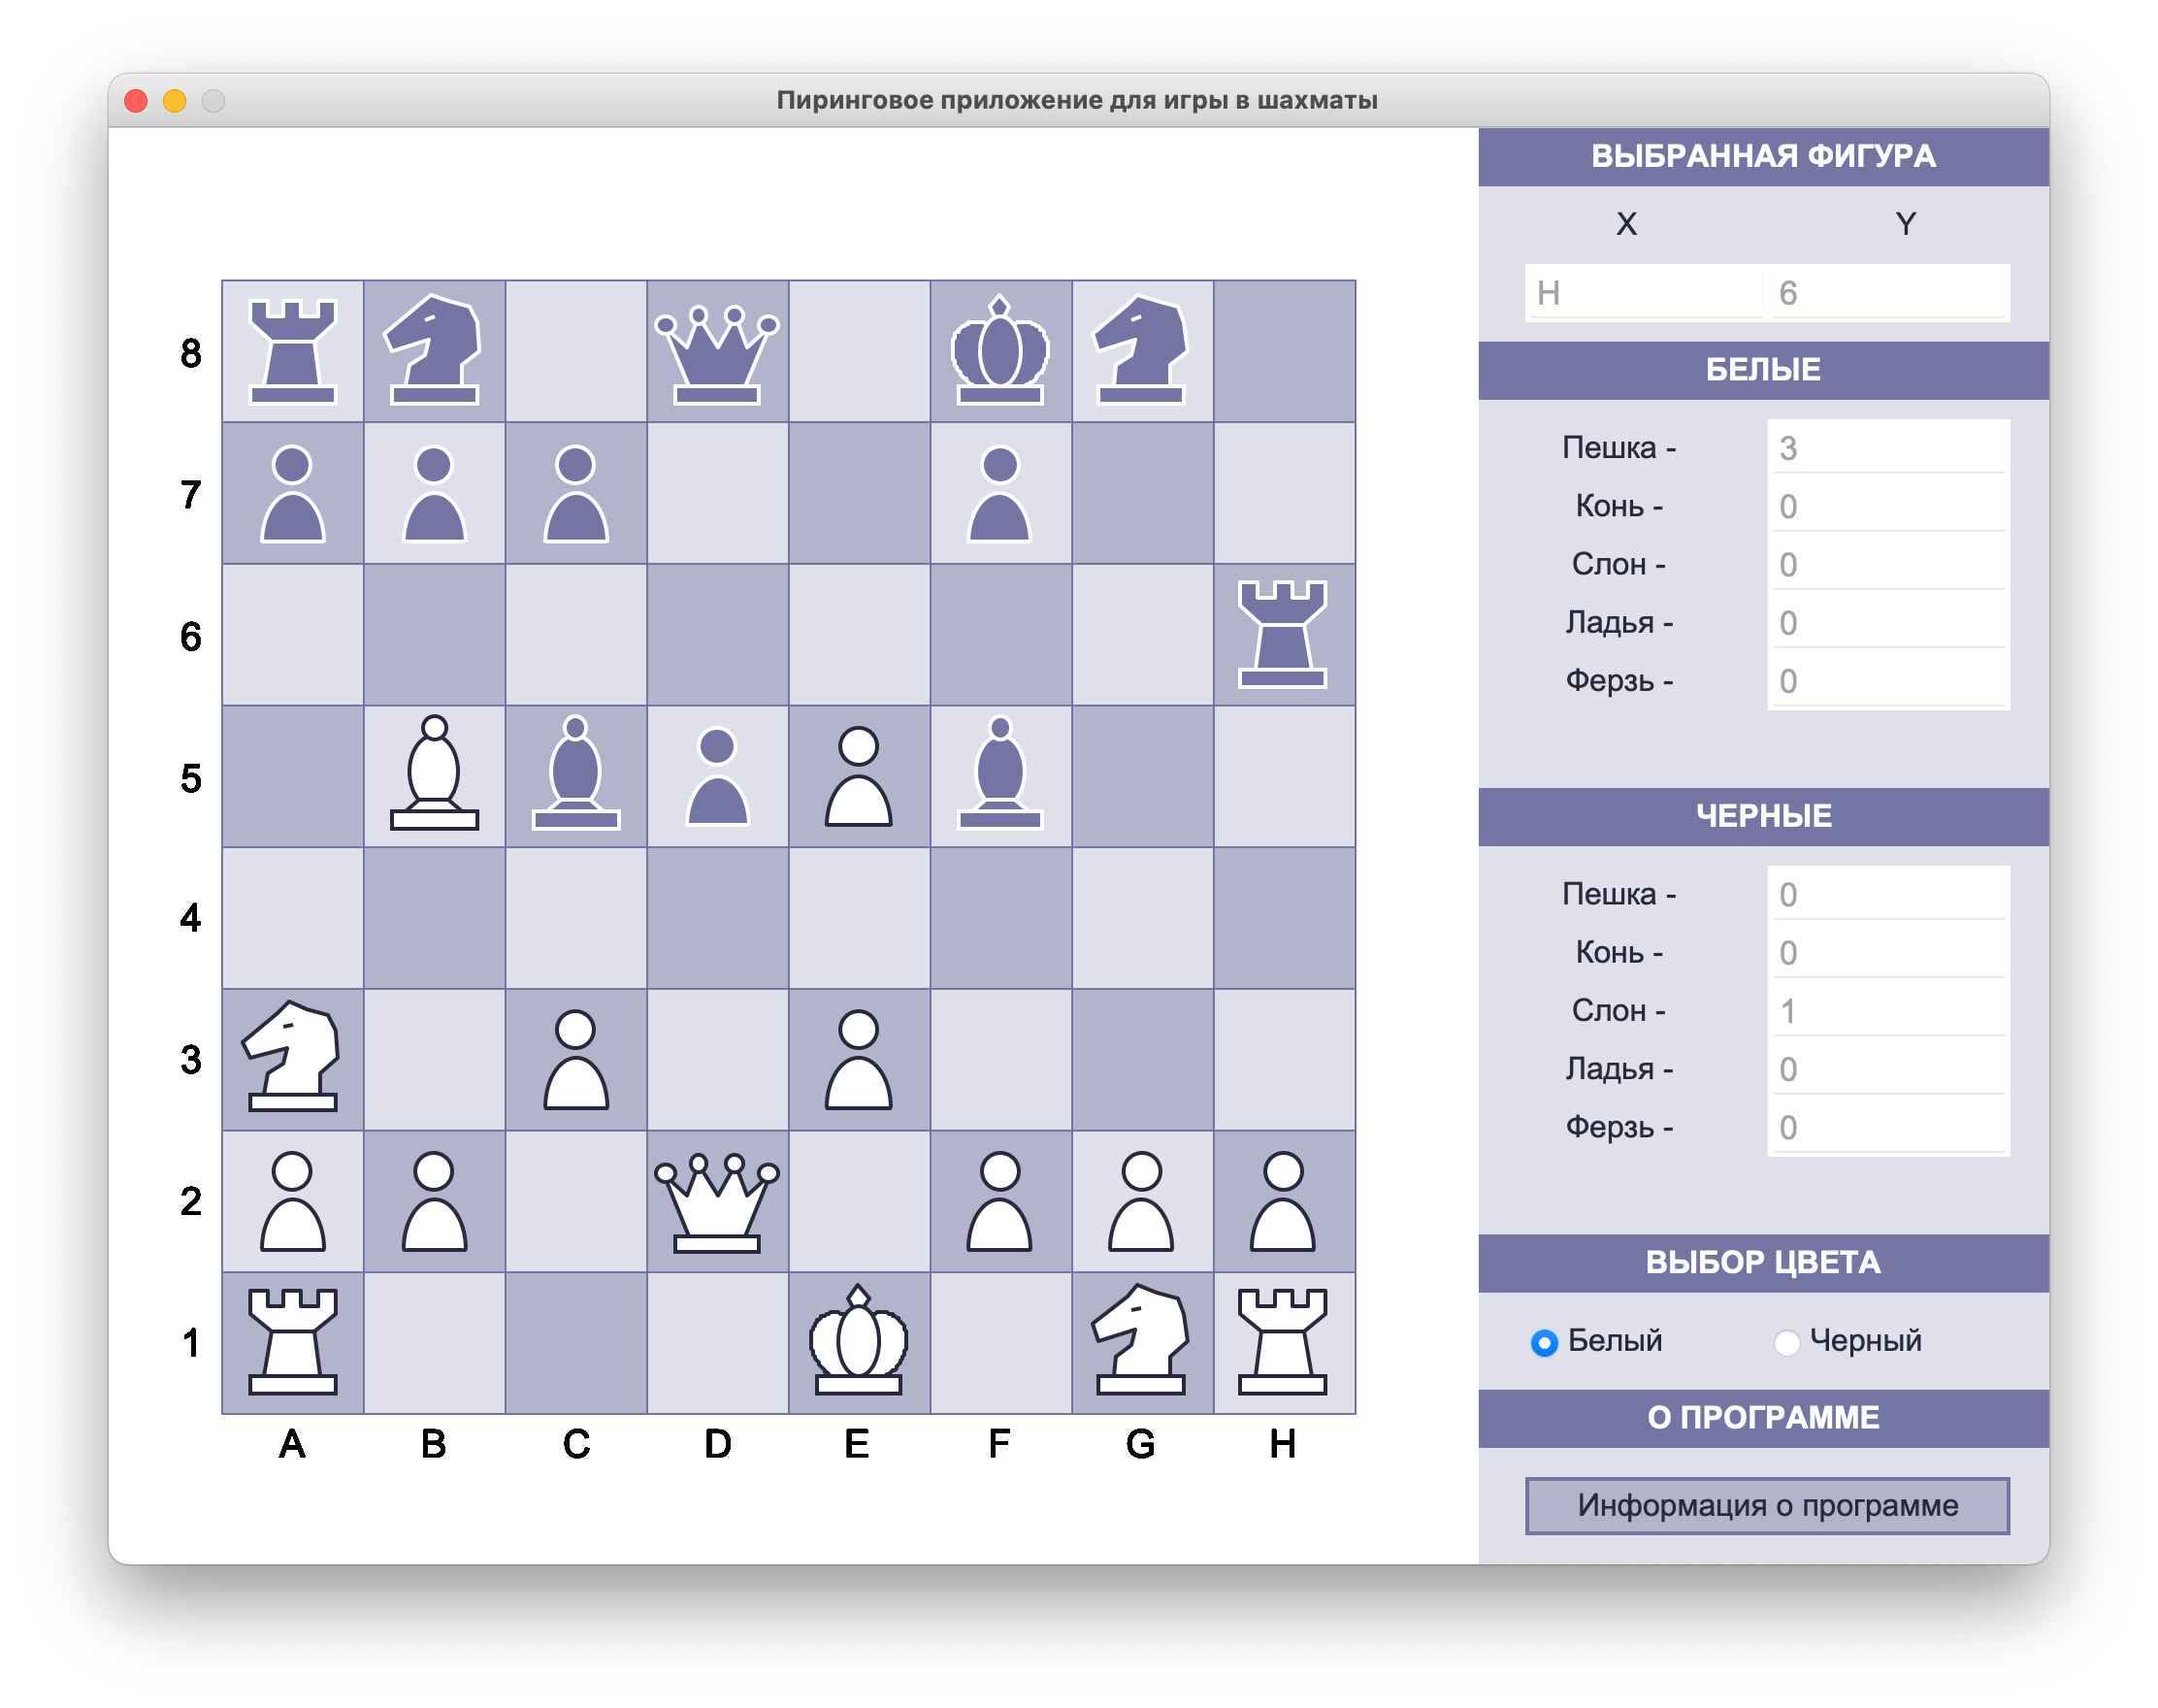 Пиринговое приложение для игры в шахматы
ВЫБРАННАЯ ФИГУРА
X Y
H 6
БЕЛЫЕ
Пешка - 3
Конь - 0
Слон - 0
Ладья - 0
Ферзь - 0
ЧЕРНЫЕ
Пешка - 0
Конь - 0
Слон - 1
Ладья - 0
Ферзь - 0
ВЫБОР ЦВЕТА
Белый Черный
О ПРОГРАММЕ
Информация о программе
8
7
6
5
4
3
2
1
A B C D E F G H